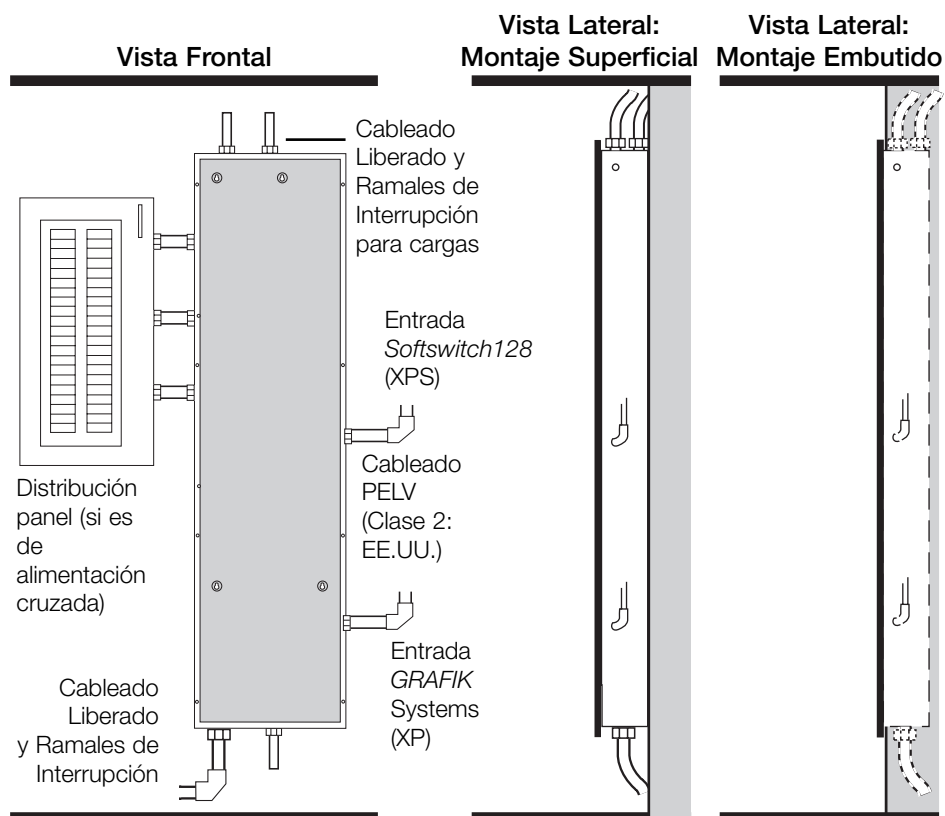 Vista Frontal
Vista Lateral:
Montaje Superficial
Vista Lateral:
Montaje Embutido
Cableado
Liberado y
Ramales de
Interrupción
para cargas
Entrada
Softswitch128
(XPS)
Cableado
PELV
(Clase 2:
EE.UU.)
Distribución
panel (si es
de
alimentación
cruzada)
Entrada
GRAFIK
Systems
(XP)
Cableado
Liberado
y Ramales de
Interrupción